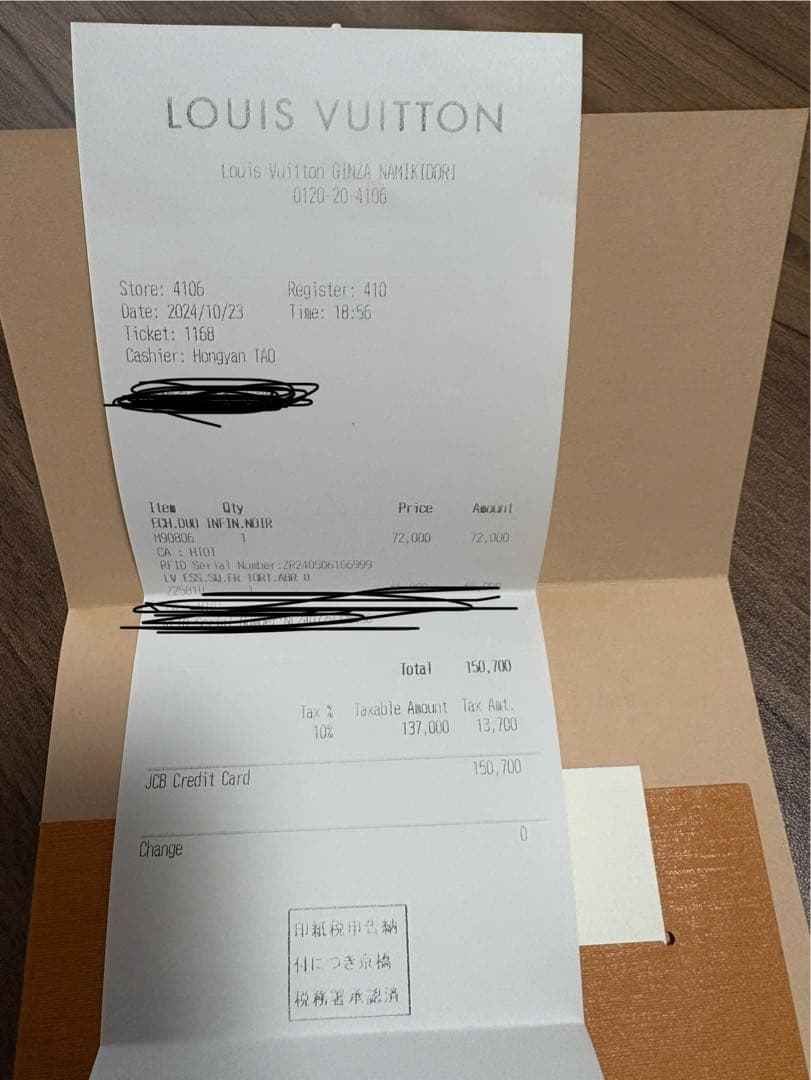 LOUIS VUITTON
Louis Vuitton GINZA NAMIKIDORI
0120-20-4106
Store: 4106 Register: 410
Date: 2024/10/23 Time: 18:56
Ticket: 1168
Cashier: Hongyan TAO
Item Qty Price Amount
ECH.DUO INFIN.NOIR
M90806 1 72,000 72,000
CA : HI01
RFID Serial Number:ZR240506166999
LV ESS.SQ.FR TORT.ABR U
Total 150,700
Tax % Taxable Amount Tax Amt.
10% 137,000 13,700
JCB Credit Card 150,700
Change 0
印紙税申告納
付につき京橋
税務署承認済